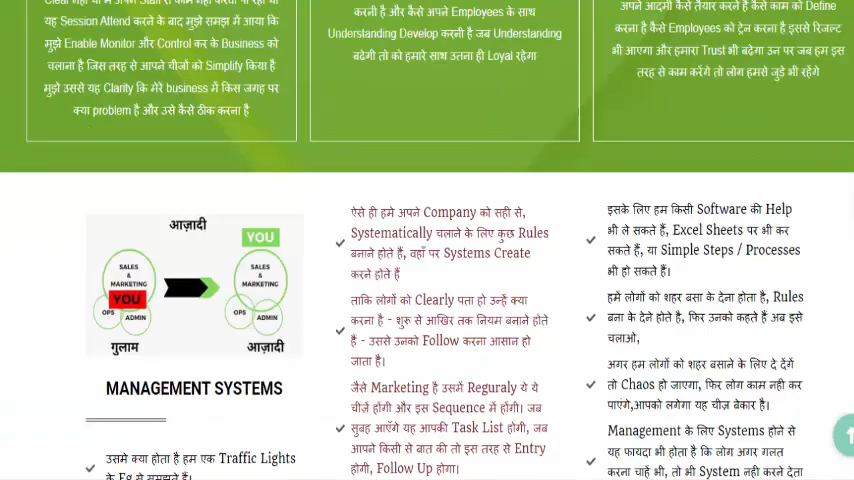 यह Session Attend करने के बाद मुझे समझ में आया कि
मुझे Enable Monitor और Control कर के Business को
चलाना है जिस तरह से आपने चीजों को Simplify किया है
मुझे उससे यह Clarity कि मेरे business में किस जगह पर
क्या problem है और उसे कैसे ठीक करना है
करनी है और कैसे अपने Employees के साथ
Understanding Develop करनी है जब Understanding
बढ़ेगी तो को हमारे साथ उतना ही Loyal रहेगा
अपने आदमी कैसे तैयार करने है कैसे काम को Define
करना है कैसे Employees को ट्रेन करना है इससे रिजल्ट
भी आएगा और हमारा Trust भी बढ़ेगा उन पर जब हम इस
तरह से काम करेंगे तो लोग हमसे जुड़े भी रहेंगे
आज़ादी
YOU
SALES
&
MARKETING
YOU
OPS
ADMIN
SALES
&
MARKETING
OPS
ADMIN
गुलाम
आज़ादी
MANAGEMENT SYSTEMS
उसमे क्या होता है हम एक Traffic Lights
के Eg से समझते हैं।
ऐसे ही हमे अपने Company को सही से,
Systematically चलाने के लिए कुछ Rules
बनाने होते हैं, वहाँ पर Systems Create
करने होते हैं
ताकि लोगों को Clearly पता हो उन्हें क्या
करना है - शुरू से आखिर तक नियम बनाने होते
हैं - उससे उनको Follow करना आसान हो
जाता है।
जैसे Marketing है उसमें Reguraly ये ये
चीज़ें होंगी और इस Sequence में होंगी। जब
सुबह आएँगे यह आपकी Task List होगी, जब
आपने किसी से बात की तो इस तरह से Entry
होगी, Follow Up होगा।
इसके लिए हम किसी Software की Help
भी ले सकते हैं, Excel Sheets पर भी कर
सकते हैं, या Simple Steps / Processes
भी हो सकते हैं।
हमें लोगों को शहर बसा के देना होता है, Rules
बना के देने होते है, फिर उनको कहते हैं अब इसे
चलाओ,
अगर हम लोगों को शहर बसाने के लिए दे देंगें
तो Chaos हो जाएगा, फिर लोग काम नही कर
पाएंगे,आपको लगेगा यह चीज़ बेकार है।
Management के लिए Systems होने से
यह फायदा भी होता है कि लोग अगर गलत
करना चाहें भी, तो भी System नही करने देता